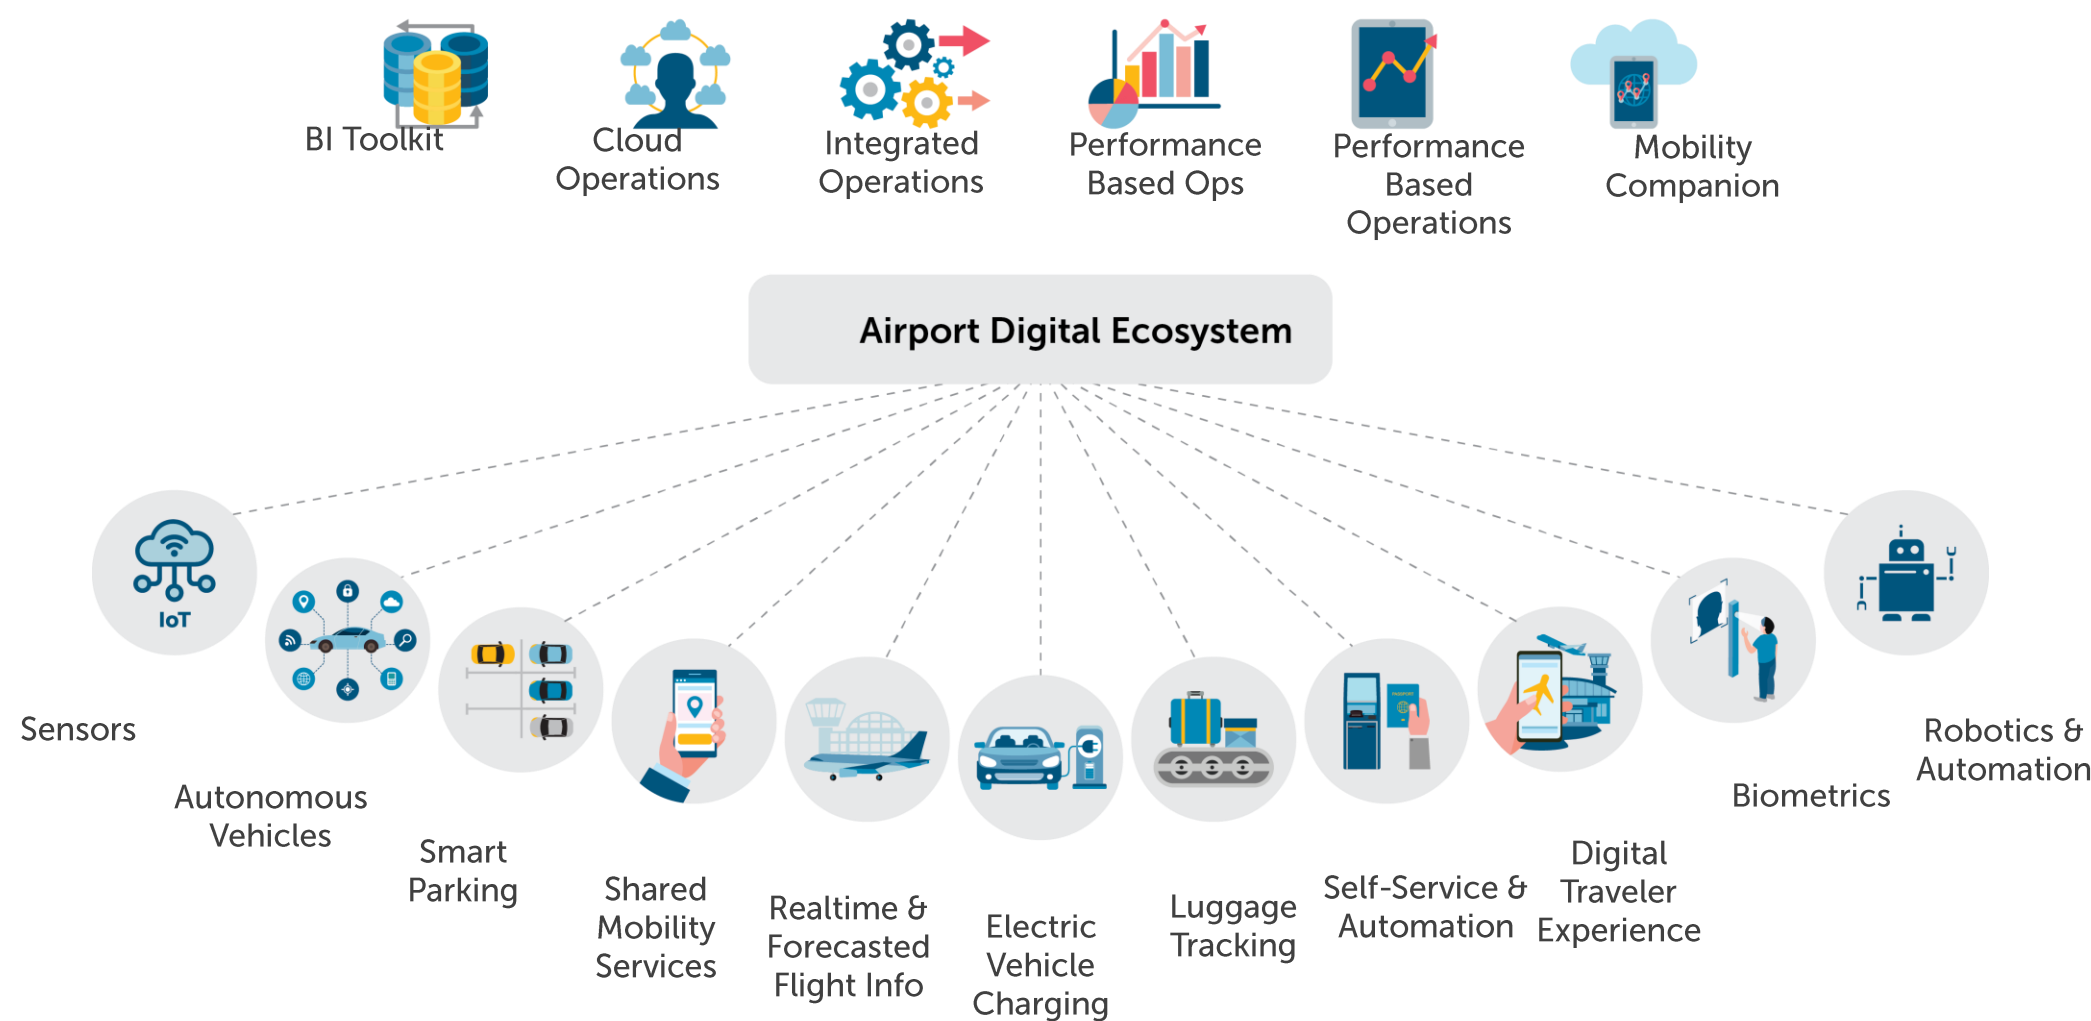 BI Toolkit
Cloud
Operations
Integrated
Operations
Performance
Based Ops
Performance
Based
Operations
Mobility
Companion
Airport Digital Ecosystem
IoT
Sensors
Autonomous
Vehicles
Smart
Parking
Shared
Mobility
Services
Realtime &
Forecasted
Flight Info
Electric
Vehicle
Charging
Luggage
Tracking
PASSPORT
Self-Service &
Automation
Digital
Traveler
Experience
Biometrics
Robotics &
Automation